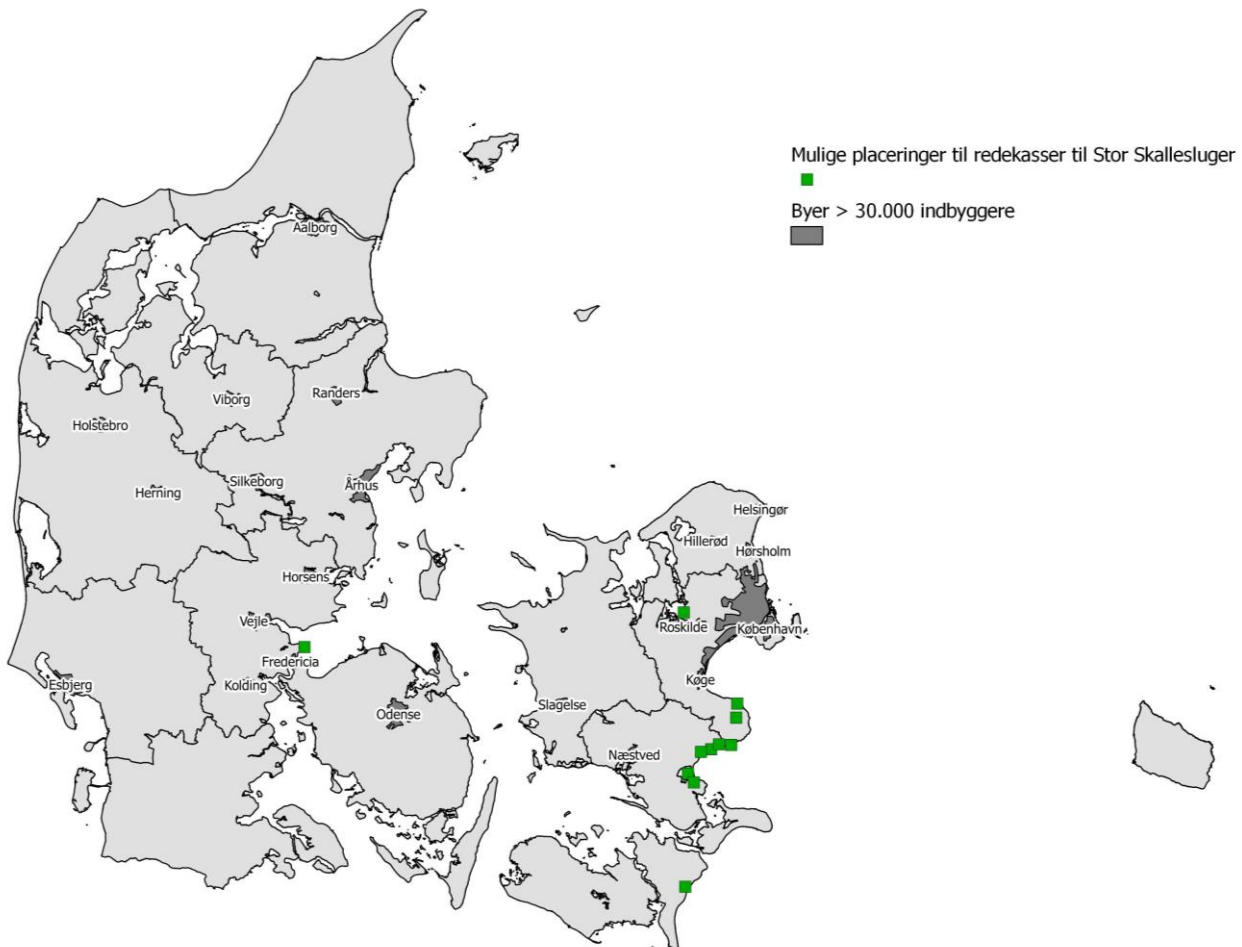 Mulige placeringer til redekasser til Stor Skallesluger
Byer > 30.000 indbyggere
Aalborg
Viborg
Randers
Holstebro
Herning
Silkeborg
Århus
Helsingør
Hillerød
Hørsholm
Horsens
Vejle
Roskilde
København
Fredericia
Kolding
Esbjerg
Køge
Slagelse
Odense
Næstved